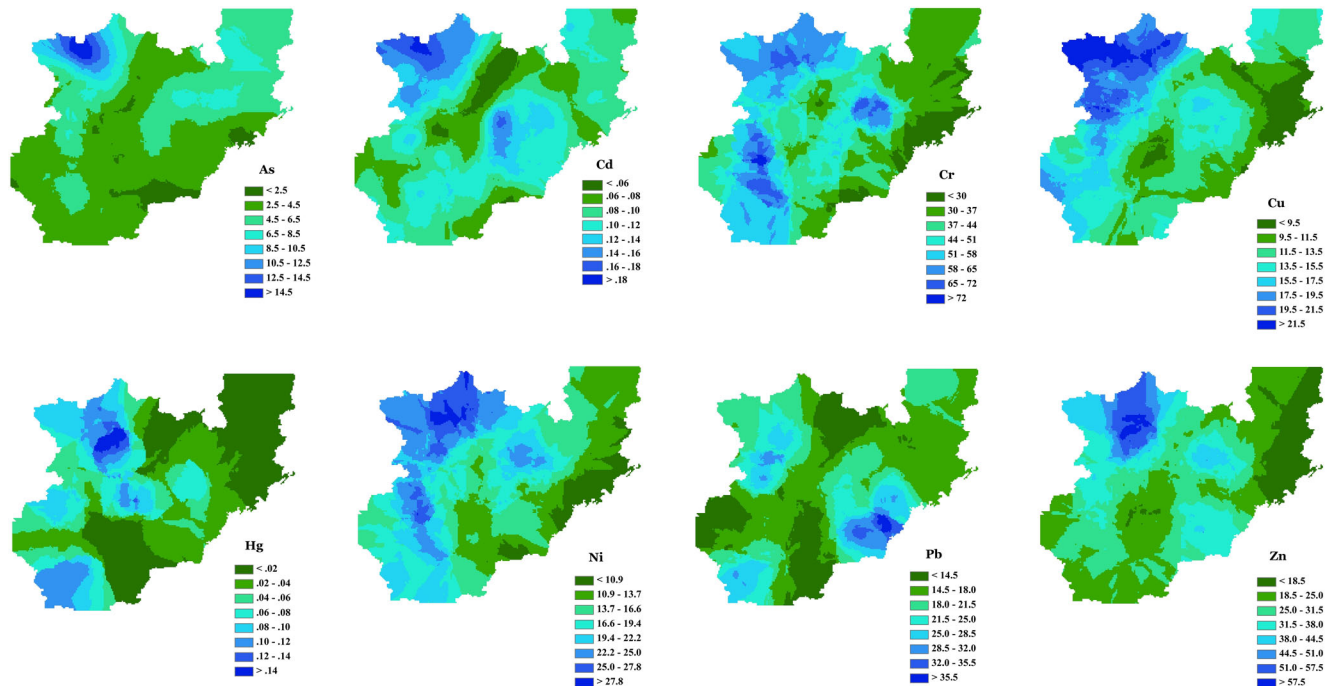 As
< 2.5
2.5 - 4.5
4.5 - 6.5
6.5 - 8.5
8.5 - 10.5
10.5 - 12.5
12.5 - 14.5
> 14.5
Cd
< .06
.06 - .08
.08 - .10
.10 - .12
.12 - .14
.14 - .16
.16 - .18
> .18
Cr
< 30
30 - 37
37 - 44
44 - 51
51 - 58
58 - 65
65 - 72
> 72
Cu
< 9.5
9.5 - 11.5
11.5 - 13.5
13.5 - 15.5
15.5 - 17.5
17.5 - 19.5
19.5 - 21.5
> 21.5
Hg
< .02
.02 - .04
.04 - .06
.06 - .08
.08 - .10
.10 - .12
.12 - .14
> .14
Ni
< 10.9
10.9 - 13.7
13.7 - 16.6
16.6 - 19.4
19.4 - 22.2
22.2 - 25.0
25.0 - 27.8
> 27.8
Pb
< 14.5
14.5 - 18.0
18.0 - 21.5
21.5 - 25.0
25.0 - 28.5
28.5 - 32.0
32.0 - 35.5
> 35.5
Zn
< 18.5
18.5 - 25.0
25.0 - 31.5
31.5 - 38.0
38.0 - 44.5
44.5 - 51.0
51.0 - 57.5
> 57.5